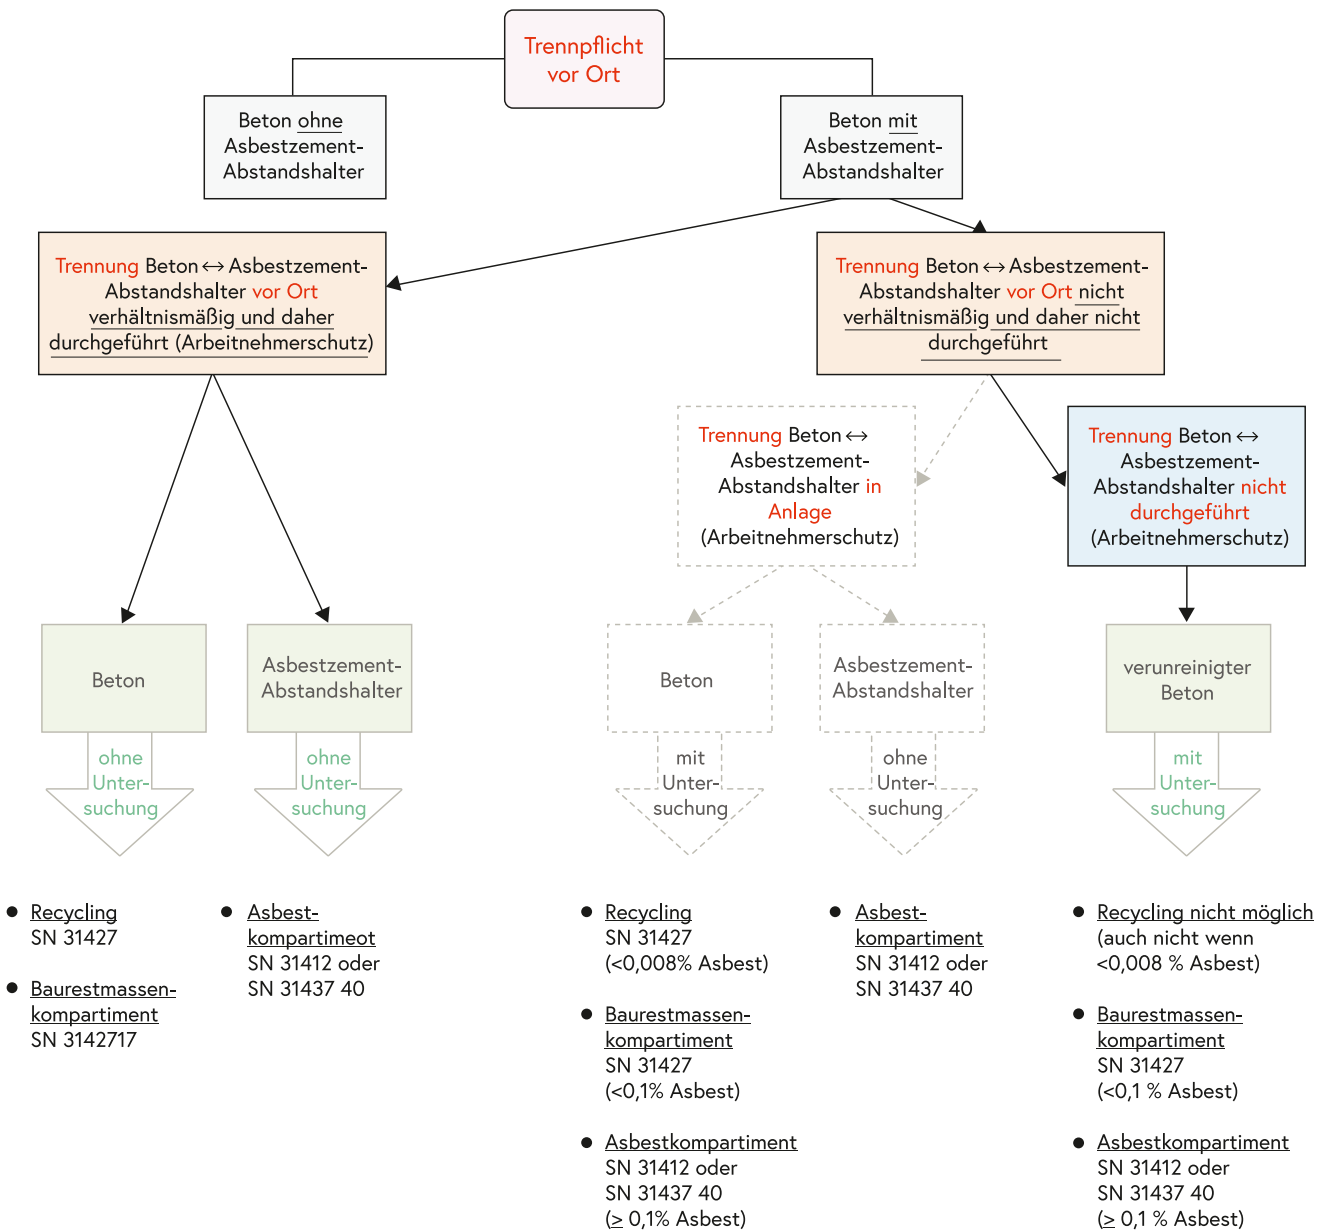 Trennpflicht
vor Ort
Beton ohne
Asbestzement-
Abstandshalter
Beton mit
Asbestzement-
Abstandshalter
Trennung Beton ↔ Asbestzement-
Abstandshalter vor Ort
verhältnismäßig und daher
durchgeführt (Arbeitnehmerschutz)
Trennung Beton ↔ Asbestzement-
Abstandshalter vor Ort nicht
verhältnismäßig und daher nicht
durchgeführt
Trennung Beton ↔
Asbestzement-
Abstandshalter in
Anlage
(Arbeitnehmerschutz)
Trennung Beton ↔
Asbestzement-
Abstandshalter nicht
durchgeführt
(Arbeitnehmerschutz)
Beton
Asbestzement-
Abstandshalter
Beton
Asbestzement-
Abstandshalter
verunreinigter
Beton
ohne
Unter-
suchung
ohne
Unter-
suchung
mit
Unter-
suchung
ohne
Unter-
suchung
mit
Unter-
suchung
● Recycling
SN 31427
● Baurestmassen-
kompartiment
SN 3142717
● Asbest-
kompartimeot
SN 31412 oder
SN 31437 40
● Recycling
SN 31427
(<0,008% Asbest)
● Baurestmassen-
kompartiment
SN 31427
(<0,1% Asbest)
● Asbestkompartiment
SN 31412 oder
SN 31437 40
(≥ 0,1% Asbest)
● Asbest-
kompartiment
SN 31412 oder
SN 31437 40
● Recycling nicht möglich
(auch nicht wenn
<0,008 % Asbest)
● Baurestmassen-
kompartiment
SN 31427
(<0,1 % Asbest)
● Asbestkompartiment
SN 31412 oder
SN 31437 40
(≥ 0,1 % Asbest)